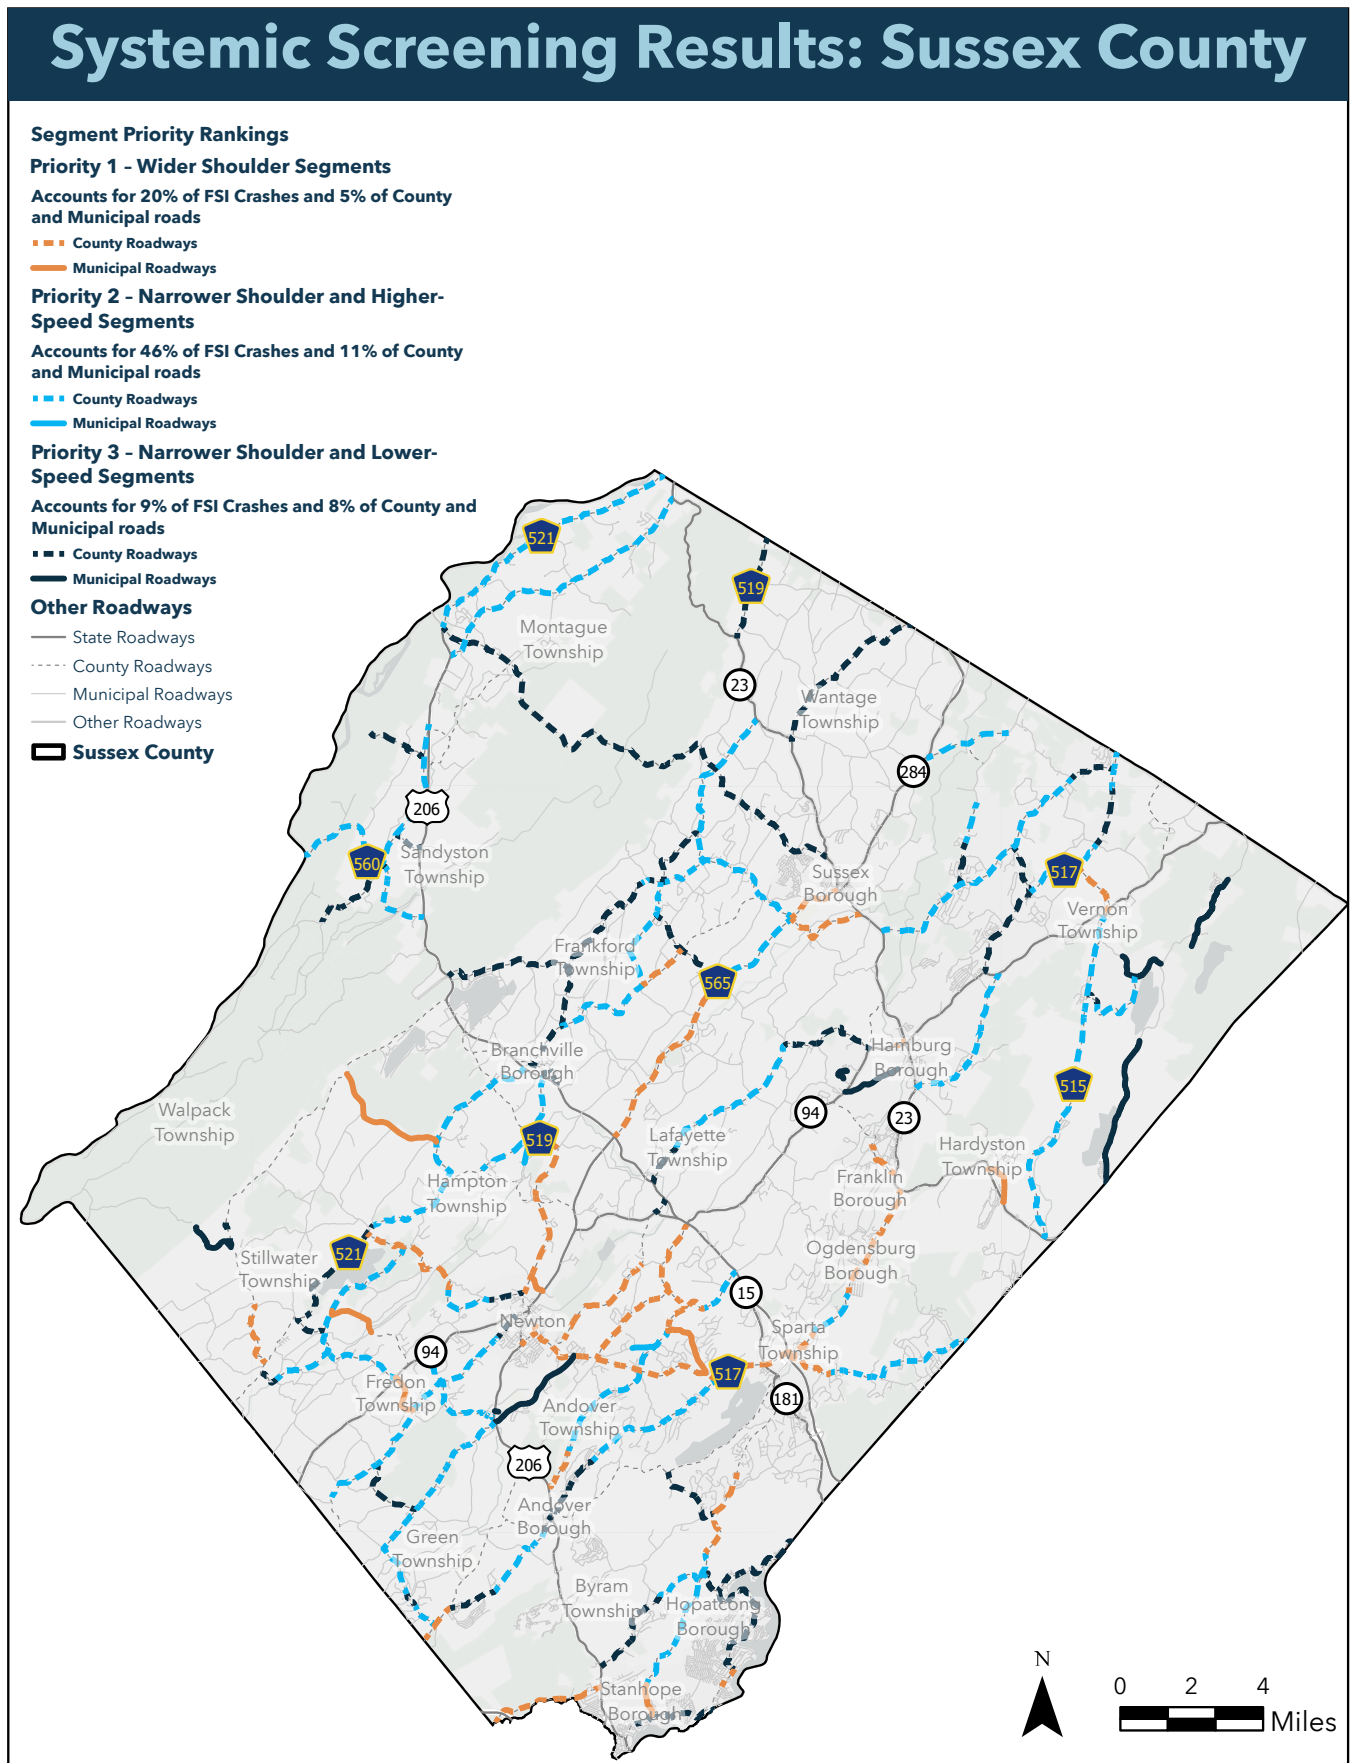 Systemic Screening Results: Sussex County
Segment Priority Rankings
Priority 1 – Wider Shoulder Segments
Accounts for 20% of FSI Crashes and 5% of County
and Municipal roads
County Roadways
Municipal Roadways
Priority 2 – Narrower Shoulder and Higher-
Speed Segments
Accounts for 46% of FSI Crashes and 11% of County
and Municipal roads
County Roadways
Municipal Roadways
Priority 3 – Narrower Shoulder and Lower-
Speed Segments
Accounts for 9% of FSI Crashes and 8% of County and
Municipal roads
County Roadways
Municipal Roadways
Other Roadways
State Roadways
County Roadways
Municipal Roadways
Other Roadways
Sussex County
521
519
Montague
Township
23
Wantage
Township
284
206
560
Sandyston
Township
Sussex
Borough
517
Vernon
Township
Frankford
Township
565
Branchville
Borough
Hamburg
Borough
515
Walpack
Township
94
23
519
Lafayette
Township
Hardyston
Township
Hampton
Township
Franklin
Borough
521
Stillwater
Township
Ogdensburg
Borough
15
Newton
Sparta
Township
94
517
Fredon
Township
181
Andover
Township
206
Andover
Borough
Green
Township
Byram
Township
Hopatcong
Borough
Stanhope
Borough
N
0 2 4
Miles